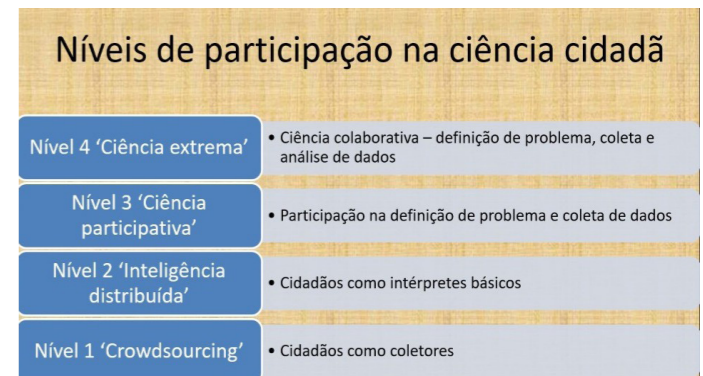 Níveis de participação na ciência cidadã
Nível 4 ‘Ciência extrema’
• Ciência colaborativa – definição de problema, coleta e
análise de dados
Nível 3 ‘Ciência
participativa’
• Participação na definição de problema e coleta de dados
Nível 2 ‘Inteligência
distribuída’
• Cidadãos como intérpretes básicos
Nível 1 ‘Crowdsourcing’
• Cidadãos como coletores